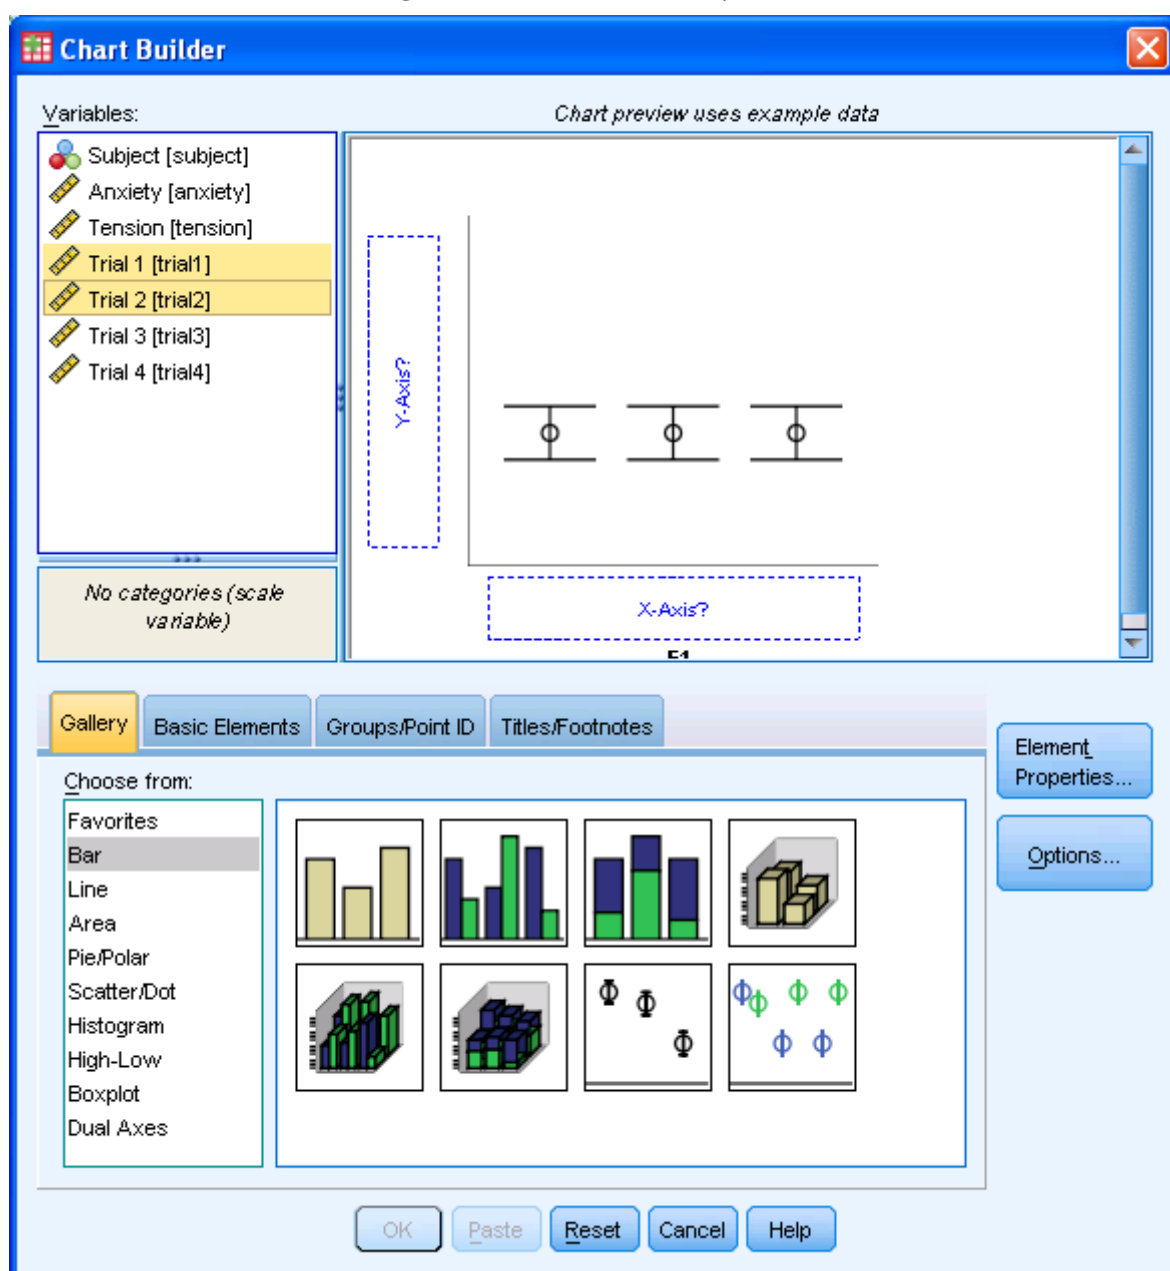 Chart Builder
Variables:
Chart preview uses example data
Subject [subject]
Anxiety [anxiety]
Tension [tension]
Trial 1 [trial1]
Trial 2 [trial2]
Trial 3 [trial3]
Trial 4 [trial4]
Y-Axis?
X-Axis?
No categories (scale
variable)
Gallery
Basic Elements
Groups/Point ID
Titles/Footnotes
Element
Properties...
Options...
Choose from:
Favorites
Bar
Line
Area
Pie/Polar
Scatter/Dot
Histogram
High-Low
Boxplot
Dual Axes
OK
Paste
Reset
Cancel
Help